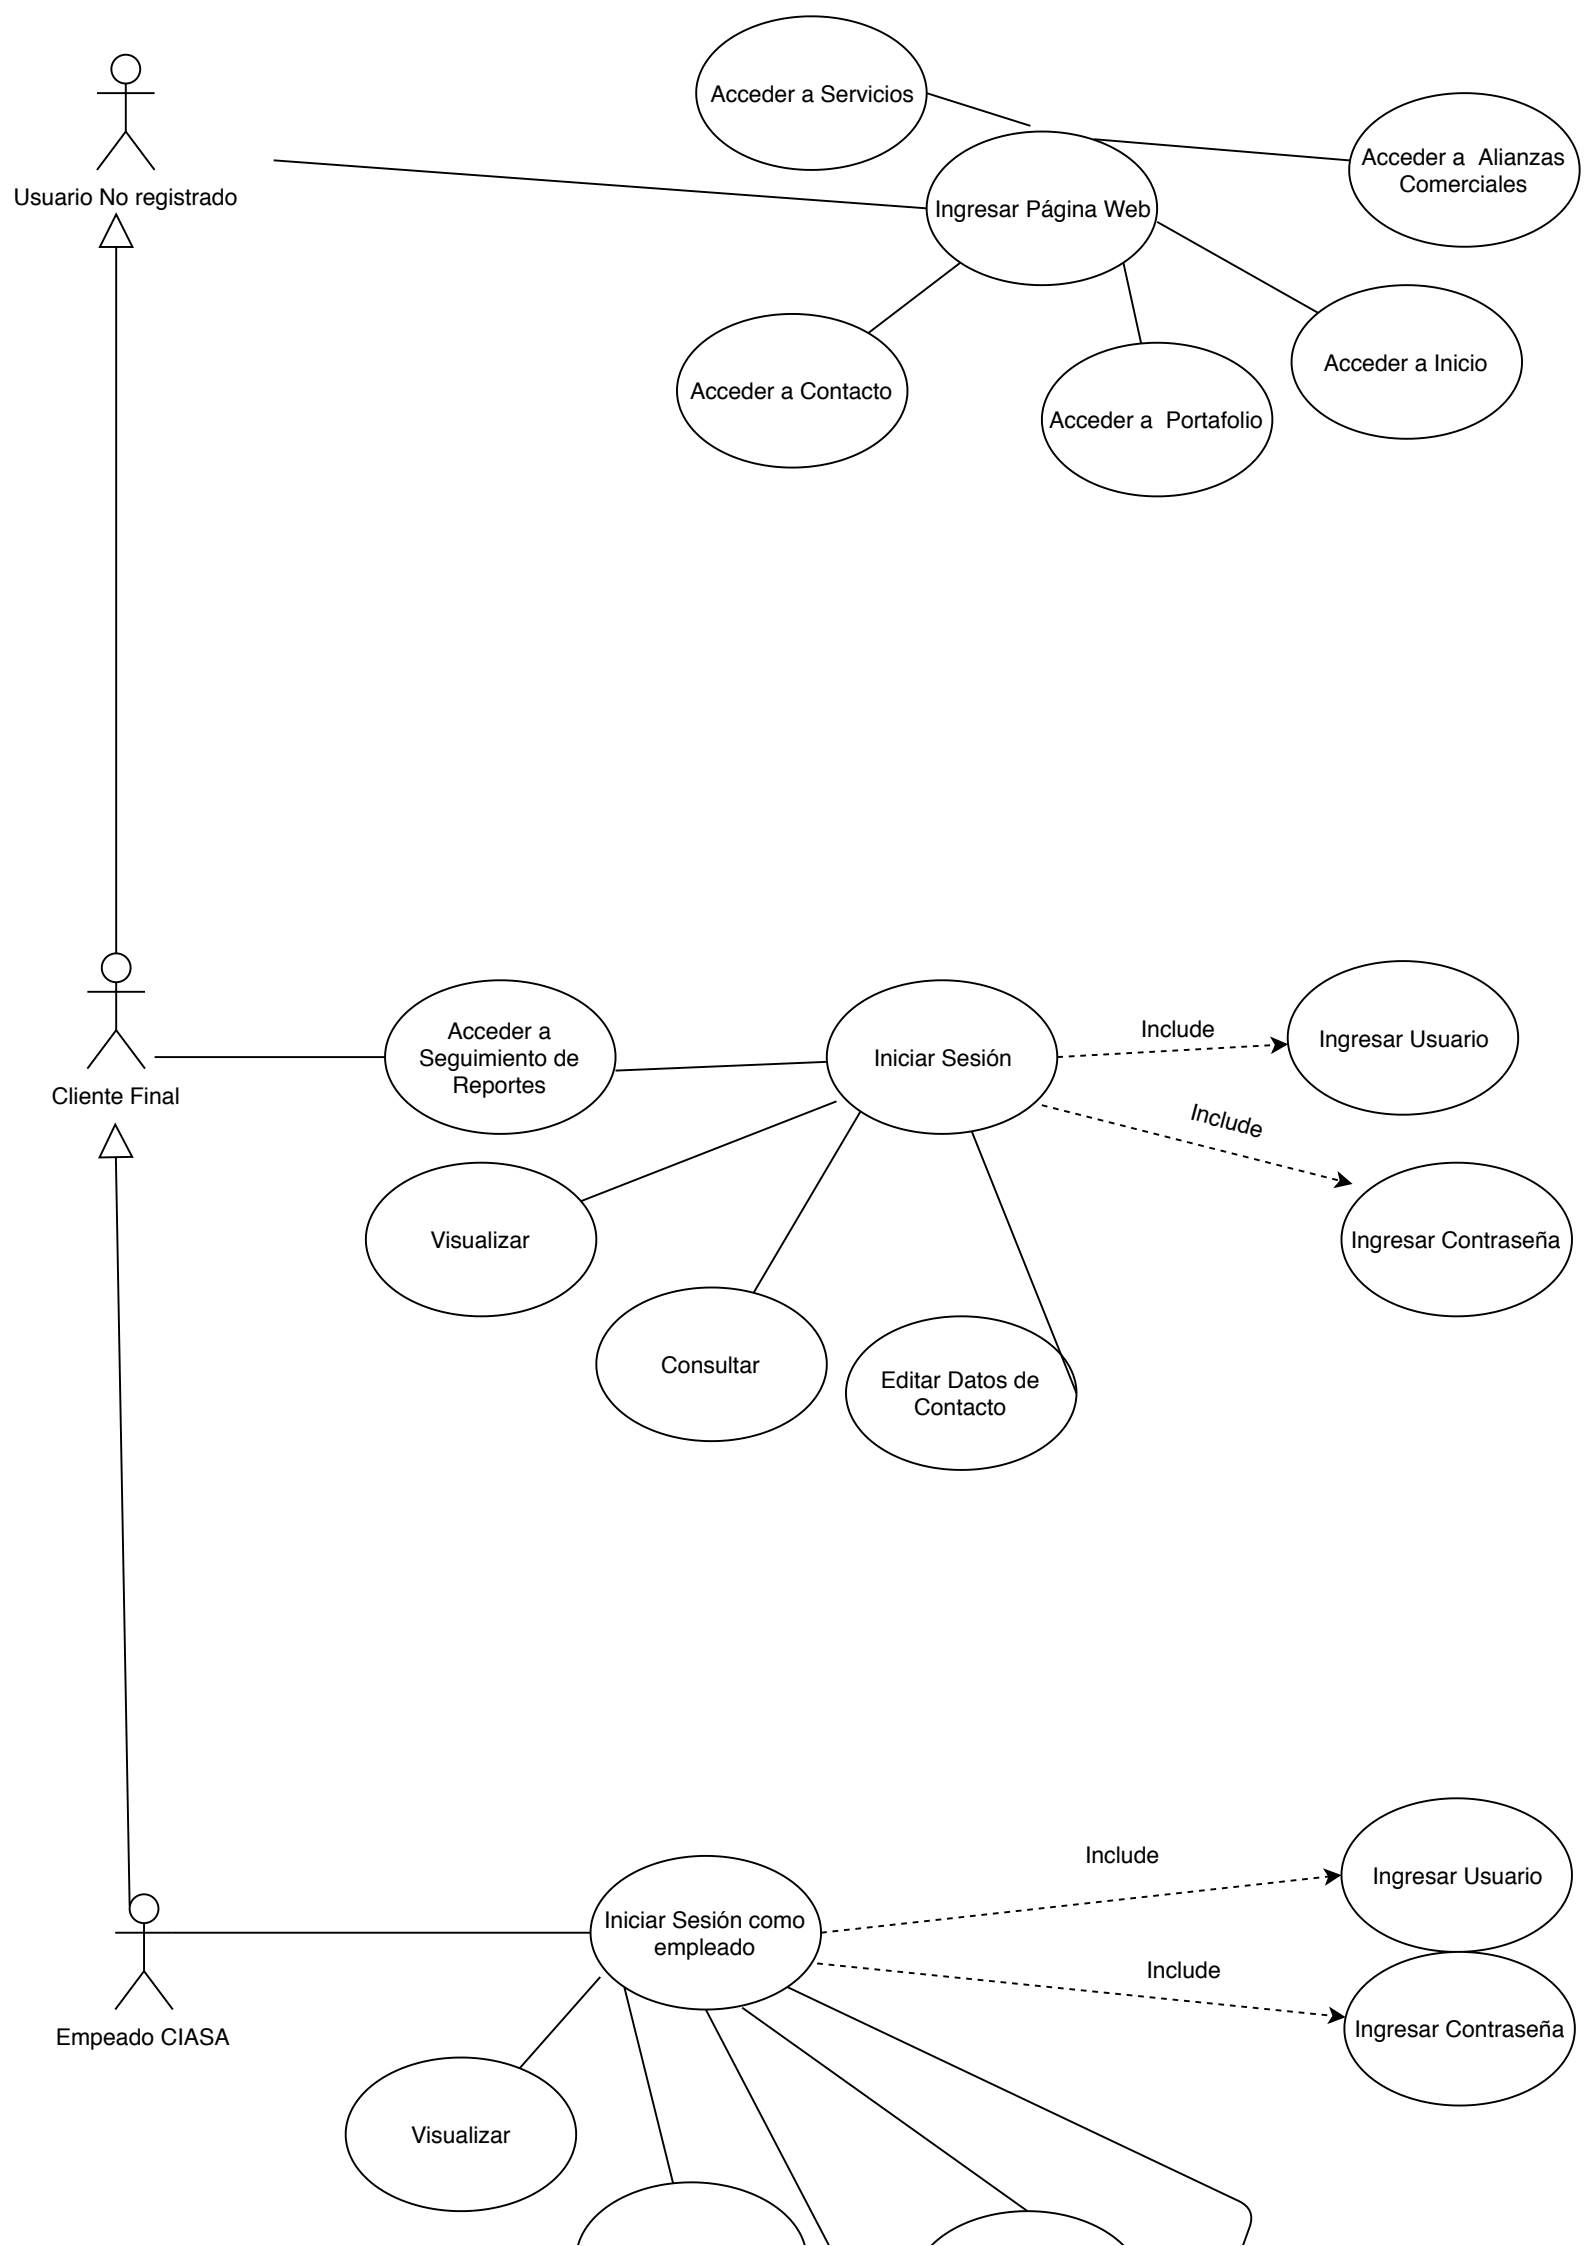 Acceder a Servicios
Acceder a  Alianzas
Comerciales
Usuario No registrado
Ingresar Página Web
Acceder a Inicio
Acceder a Contacto
Acceder a  Portafolio
Acceder a
Seguimiento de
Reportes
Iniciar Sesión
Include
Ingresar Usuario
Cliente Final
Include
Visualizar
Ingresar Contraseña
Consultar
Editar Datos de
Contacto
Include
Ingresar Usuario
Iniciar Sesión como
empleado
Include
Empeado CIASA
Ingresar Contraseña
Visualizar